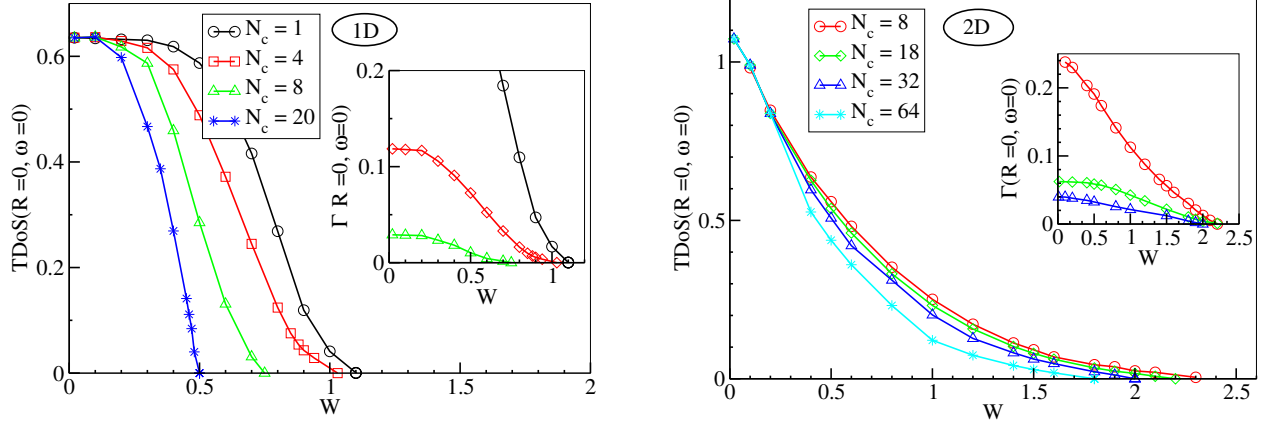 1D
N_c = 1
N_c = 4
N_c = 8
N_c = 20
TDoS(R =0, ω =0)
0.6
0.4
0.2
0
0
0.5
1
1.5
2
W
Γ R =0, ω=0)
0.2
0.1
0
0
0.5
1
W
2D
N_c = 8
N_c = 18
N_c = 32
N_c = 64
TDoS(R =0, ω =0)
1
0.5
0
0
0.5
1
1.5
2
2.5
W
Γ(R =0, ω=0)
0.2
0.1
0
0
0.5
1
1.5
2
2.5
W